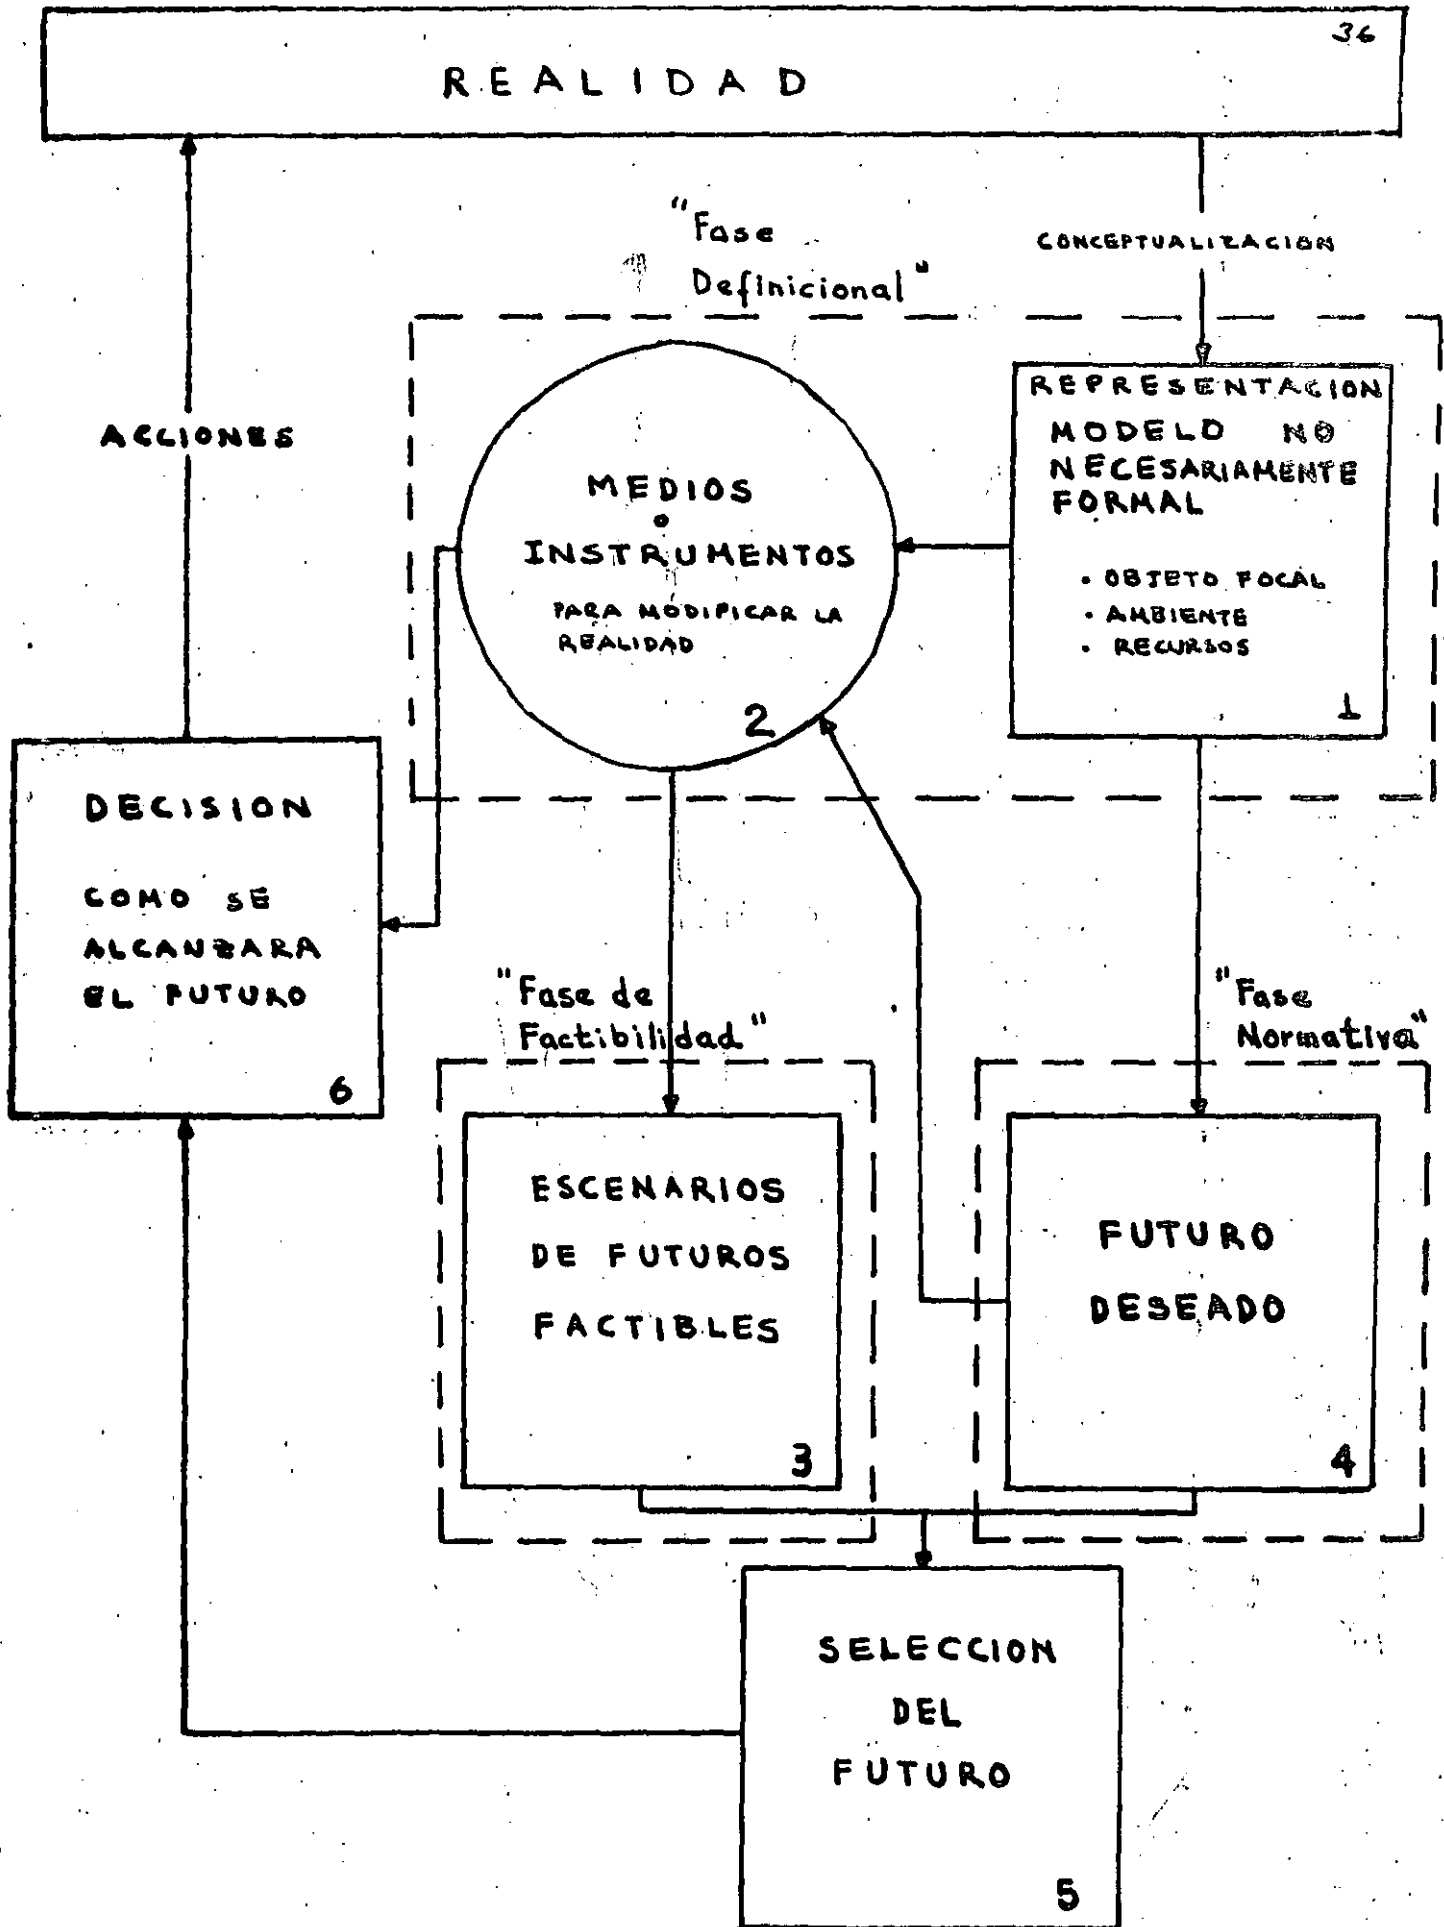 36
REALIDAD
"Fase
Definicional"
CONCEPTUALIZACION
ACCIONES
MEDIOS
o
INSTRUMENTOS
PARA MODIFICAR LA
REALIDAD
2
REPRESENTACION
MODELO NO
NECESARIAMENTE
FORMAL
• OBJETO FOCAL
• AMBIENTE
• RECURSOS
1
DECISION
COMO SE
ALCANZARA
EL FUTURO
6
"Fase de
Factibilidad"
"Fase
Normativa"
ESCENARIOS
DE FUTUROS
FACTIBLES
3
FUTURO
DESEADO
4
SELECCION
DEL
FUTURO
5